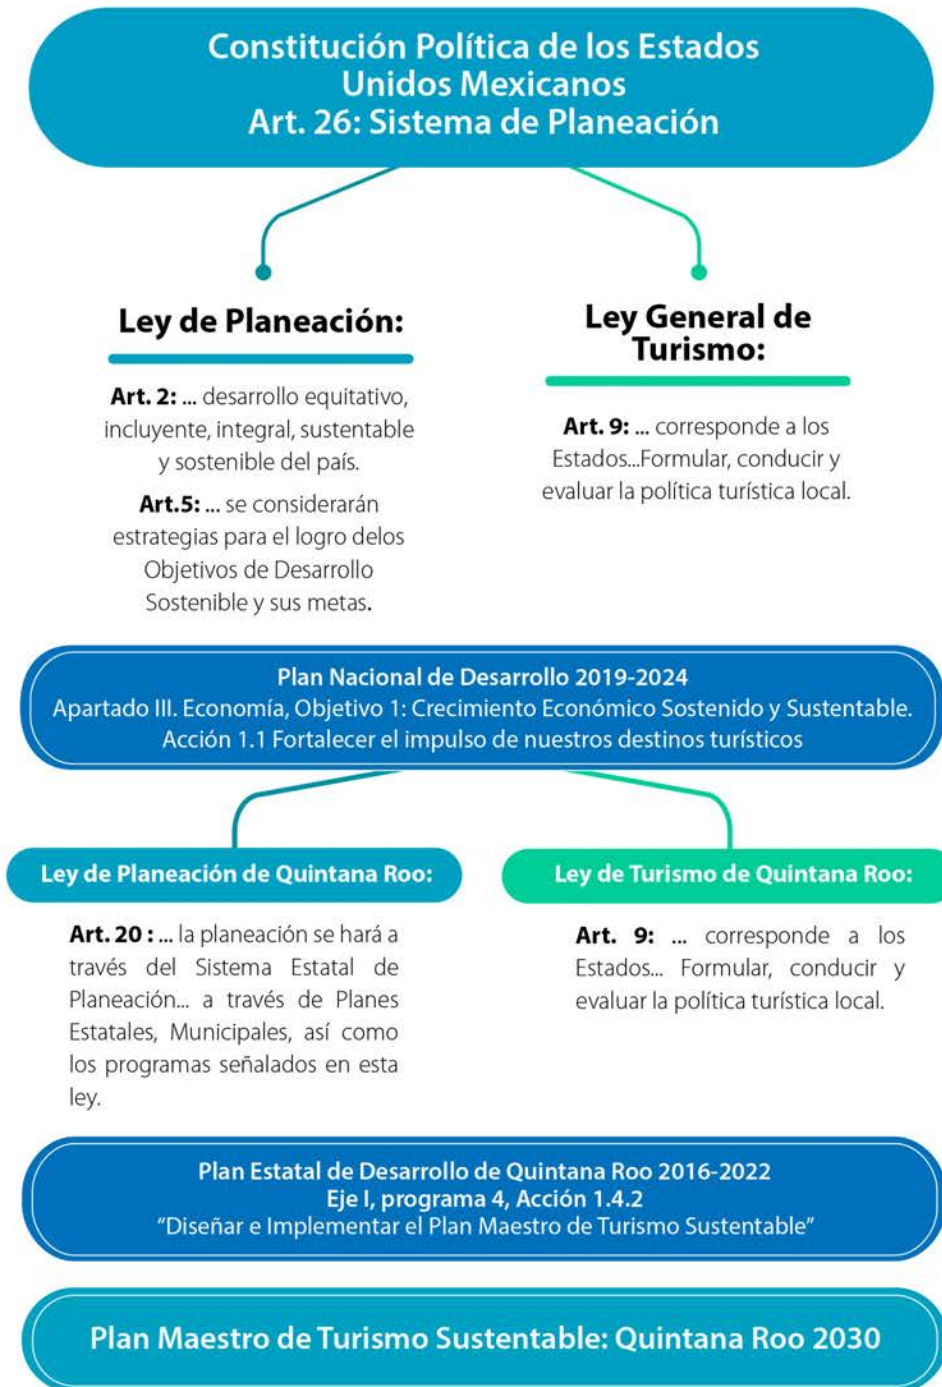 Constitución Política de los Estados
Unidos Mexicanos
Art. 26: Sistema de Planeación
Ley de Planeación:
Art. 2: ... desarrollo equitativo,
incluyente, integral, sustentable
y sostenible del país.
Art.5: ... se considerarán
estrategias para el logro delos
Objetivos de Desarrollo
Sostenible y sus metas.
Ley General de
Turismo:
Art. 9: ... corresponde a los
Estados...Formular, conducir y
evaluar la política turística local.
Plan Nacional de Desarrollo 2019-2024
Apartado III. Economía, Objetivo 1: Crecimiento Económico Sostenido y Sustentable.
Acción 1.1 Fortalecer el impulso de nuestros destinos turísticos
Ley de Planeación de Quintana Roo:
Art. 20 : ... la planeación se hará a
través del Sistema Estatal de
Planeación... a través de Planes
Estatales, Municipales, así como
los programas señalados en esta
ley.
Ley de Turismo de Quintana Roo:
Art. 9: ... corresponde a los
Estados... Formular, conducir y
evaluar la política turística local.
Plan Estatal de Desarrollo de Quintana Roo 2016-2022
Eje I, programa 4, Acción 1.4.2
“Diseñar e Implementar el Plan Maestro de Turismo Sustentable”
Plan Maestro de Turismo Sustentable: Quintana Roo 2030